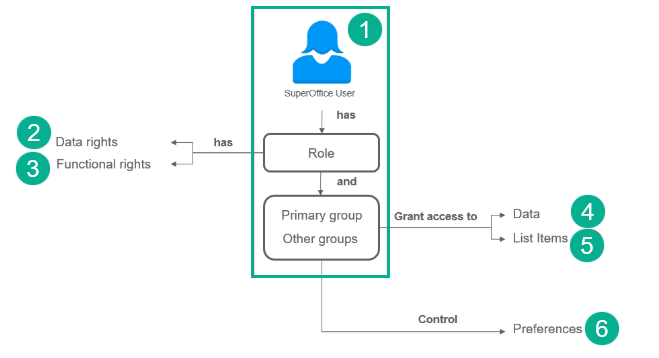 1
SuperOffice User
has
2
Data rights
has
Role
3
Functional rights
and
Primary group
Other groups
Grant access to
Data
4
List Items
5
Control
Preferences
6